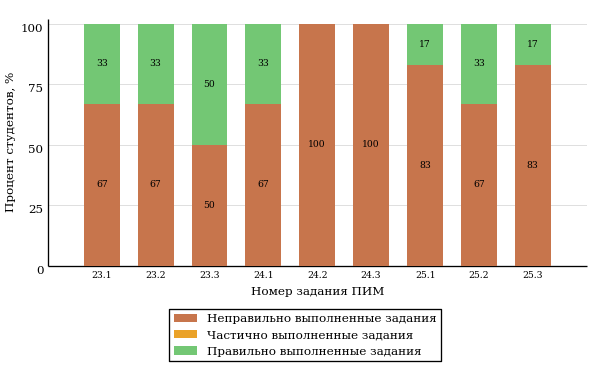 Процент студентов, %
100
75
50
25
0
33 33 50 33 17 33 17
67 67 50 67 100 100 83 67 83
23.1 23.2 23.3 24.1 24.2 24.3 25.1 25.2 25.3
Номер задания ПИМ
Неправильно выполненные задания
Частично выполненные задания
Правильно выполненные задания